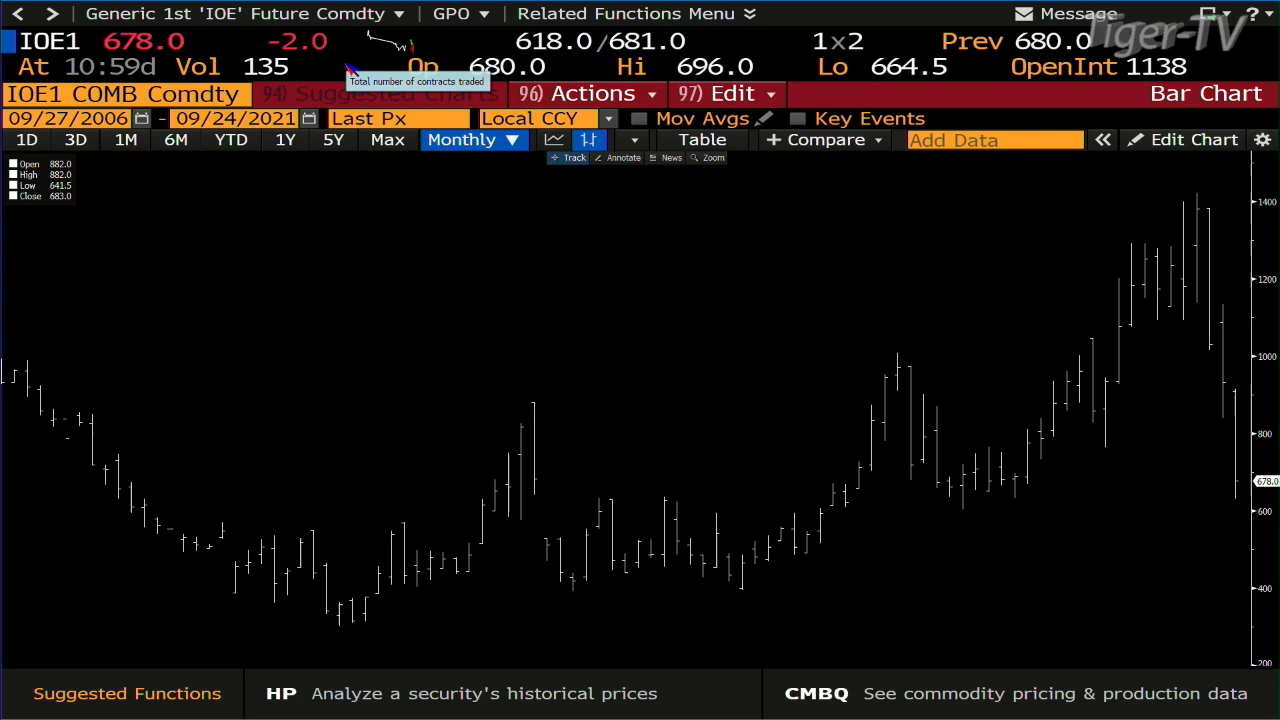 Generic 1st 'IOE' Future Comdty GPO Related Functions Menu Message ?
Tiger-TV
IOE1 678.0 -2.0 618.0/681.0 1×2 Prev 680.0
At 10:59d Vol 135 Op 680.0 Hi 696.0 Lo 664.5 OpenInt 1138
Total number of contracts traded
IOE1 COMB Comdty 94) Suggested Charts 96) Actions 97) Edit Bar Chart
09/27/2006 - 09/24/2021 Last Px Local CCY Mov Avgs Key Events
1D 3D 1M 6M YTD 1Y 5Y Max Monthly Table + Compare Add Data Edit Chart
Track Annotate News Zoom
Open 882.0
High 882.0
Low 641.5
Close 683.0
1400
1200
1000
800
678.0
600
400
200
Suggested Functions HP Analyze a security's historical prices CMBQ See commodity pricing & production data